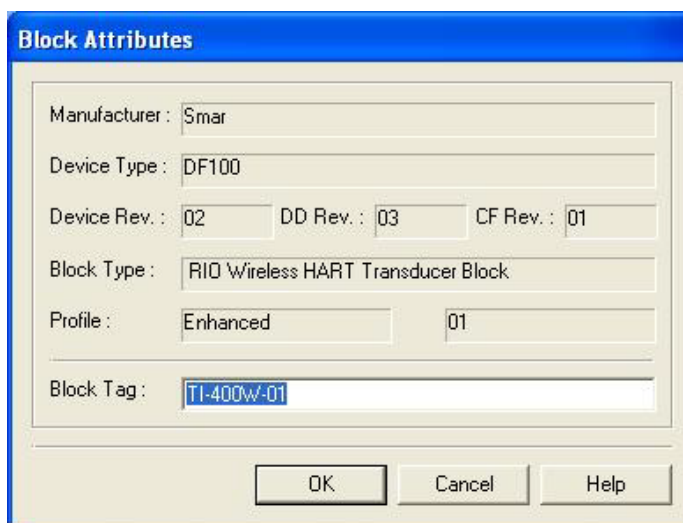 Block Attributes
Manufacturer : Smar
Device Type : DF100
Device Rev. : 02 DD Rev. : 03 CF Rev. : 01
Block Type : RIO Wireless HART Transducer Block
Profile : Enhanced 01
Block Tag : TI-400W-01
OK Cancel Help